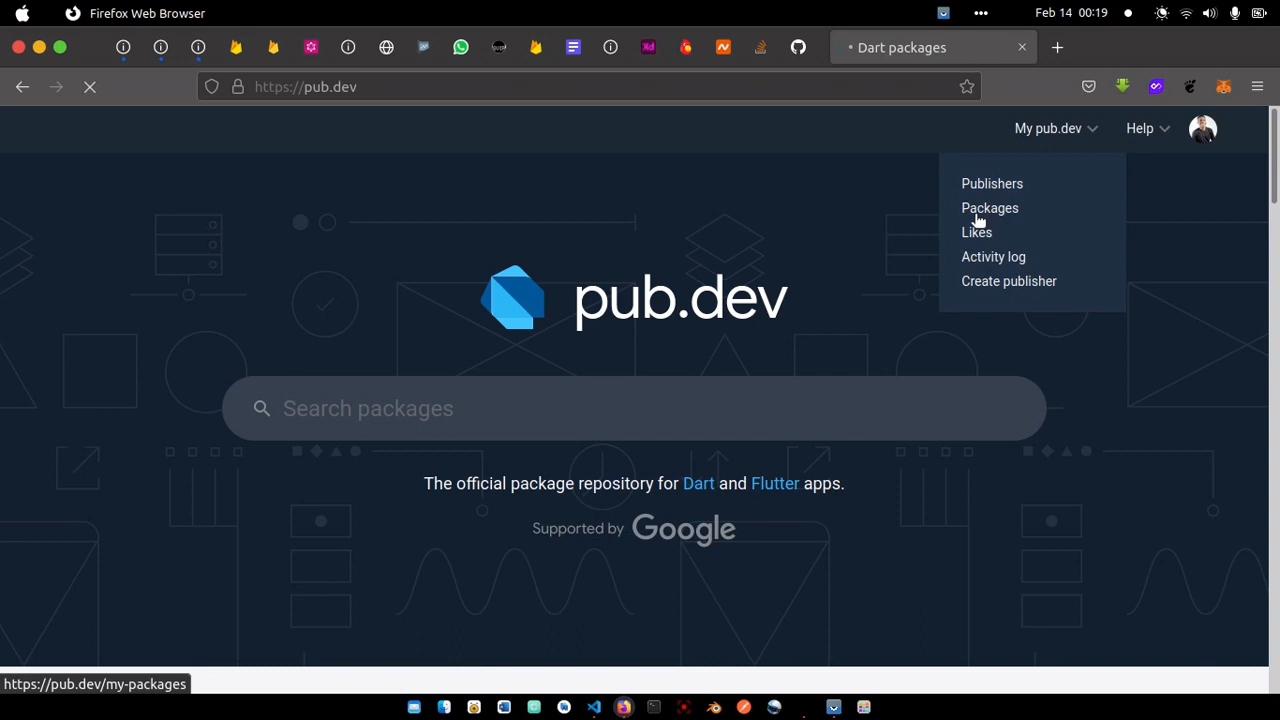 Firefox Web Browser
Feb 14 00:19
Dart packages
https://pub.dev
My pub.dev
Help
Publishers
Packages
Likes
Activity log
Create publisher
pub.dev
Search packages
The official package repository for Dart and Flutter apps.
Supported by Google
https://pub.dev/my-packages